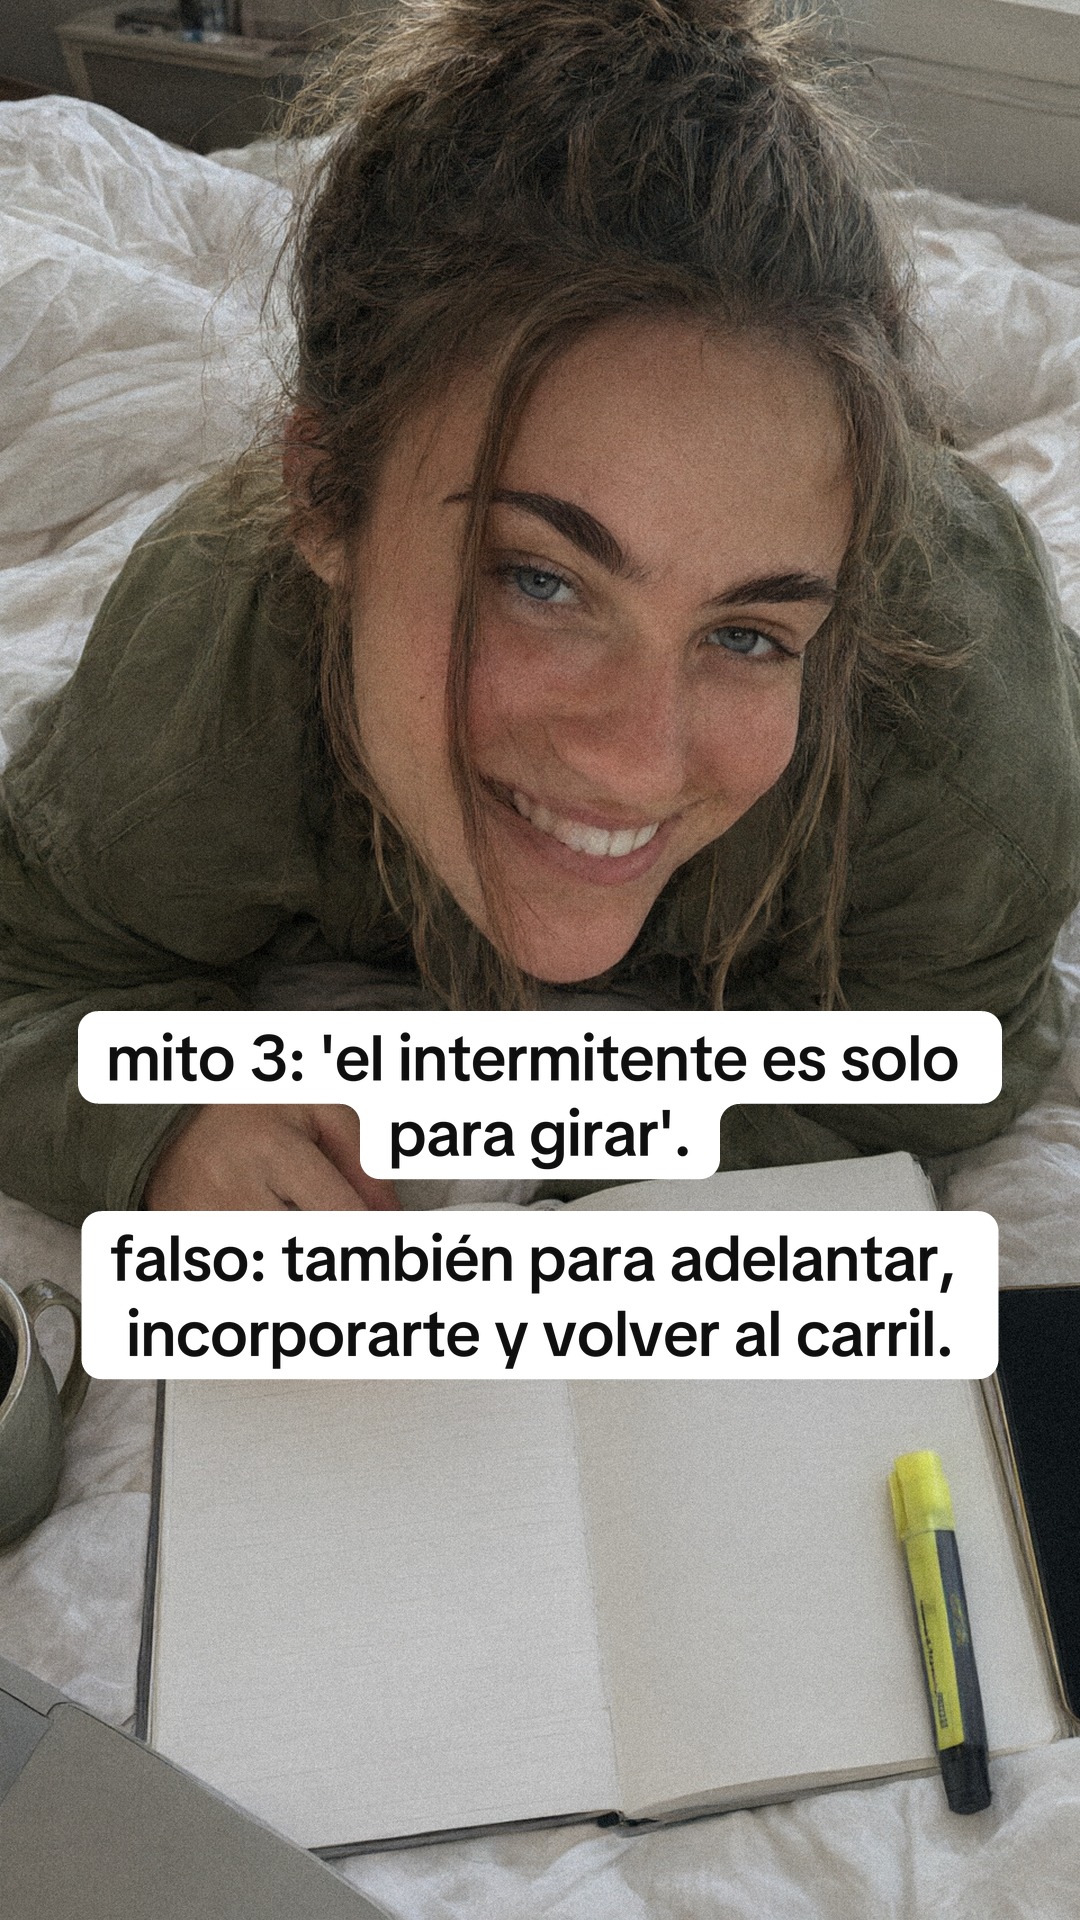 mito 3: 'el intermitente es solo
para girar'.
falso: también para adelantar,
incorporarte y volver al carril.